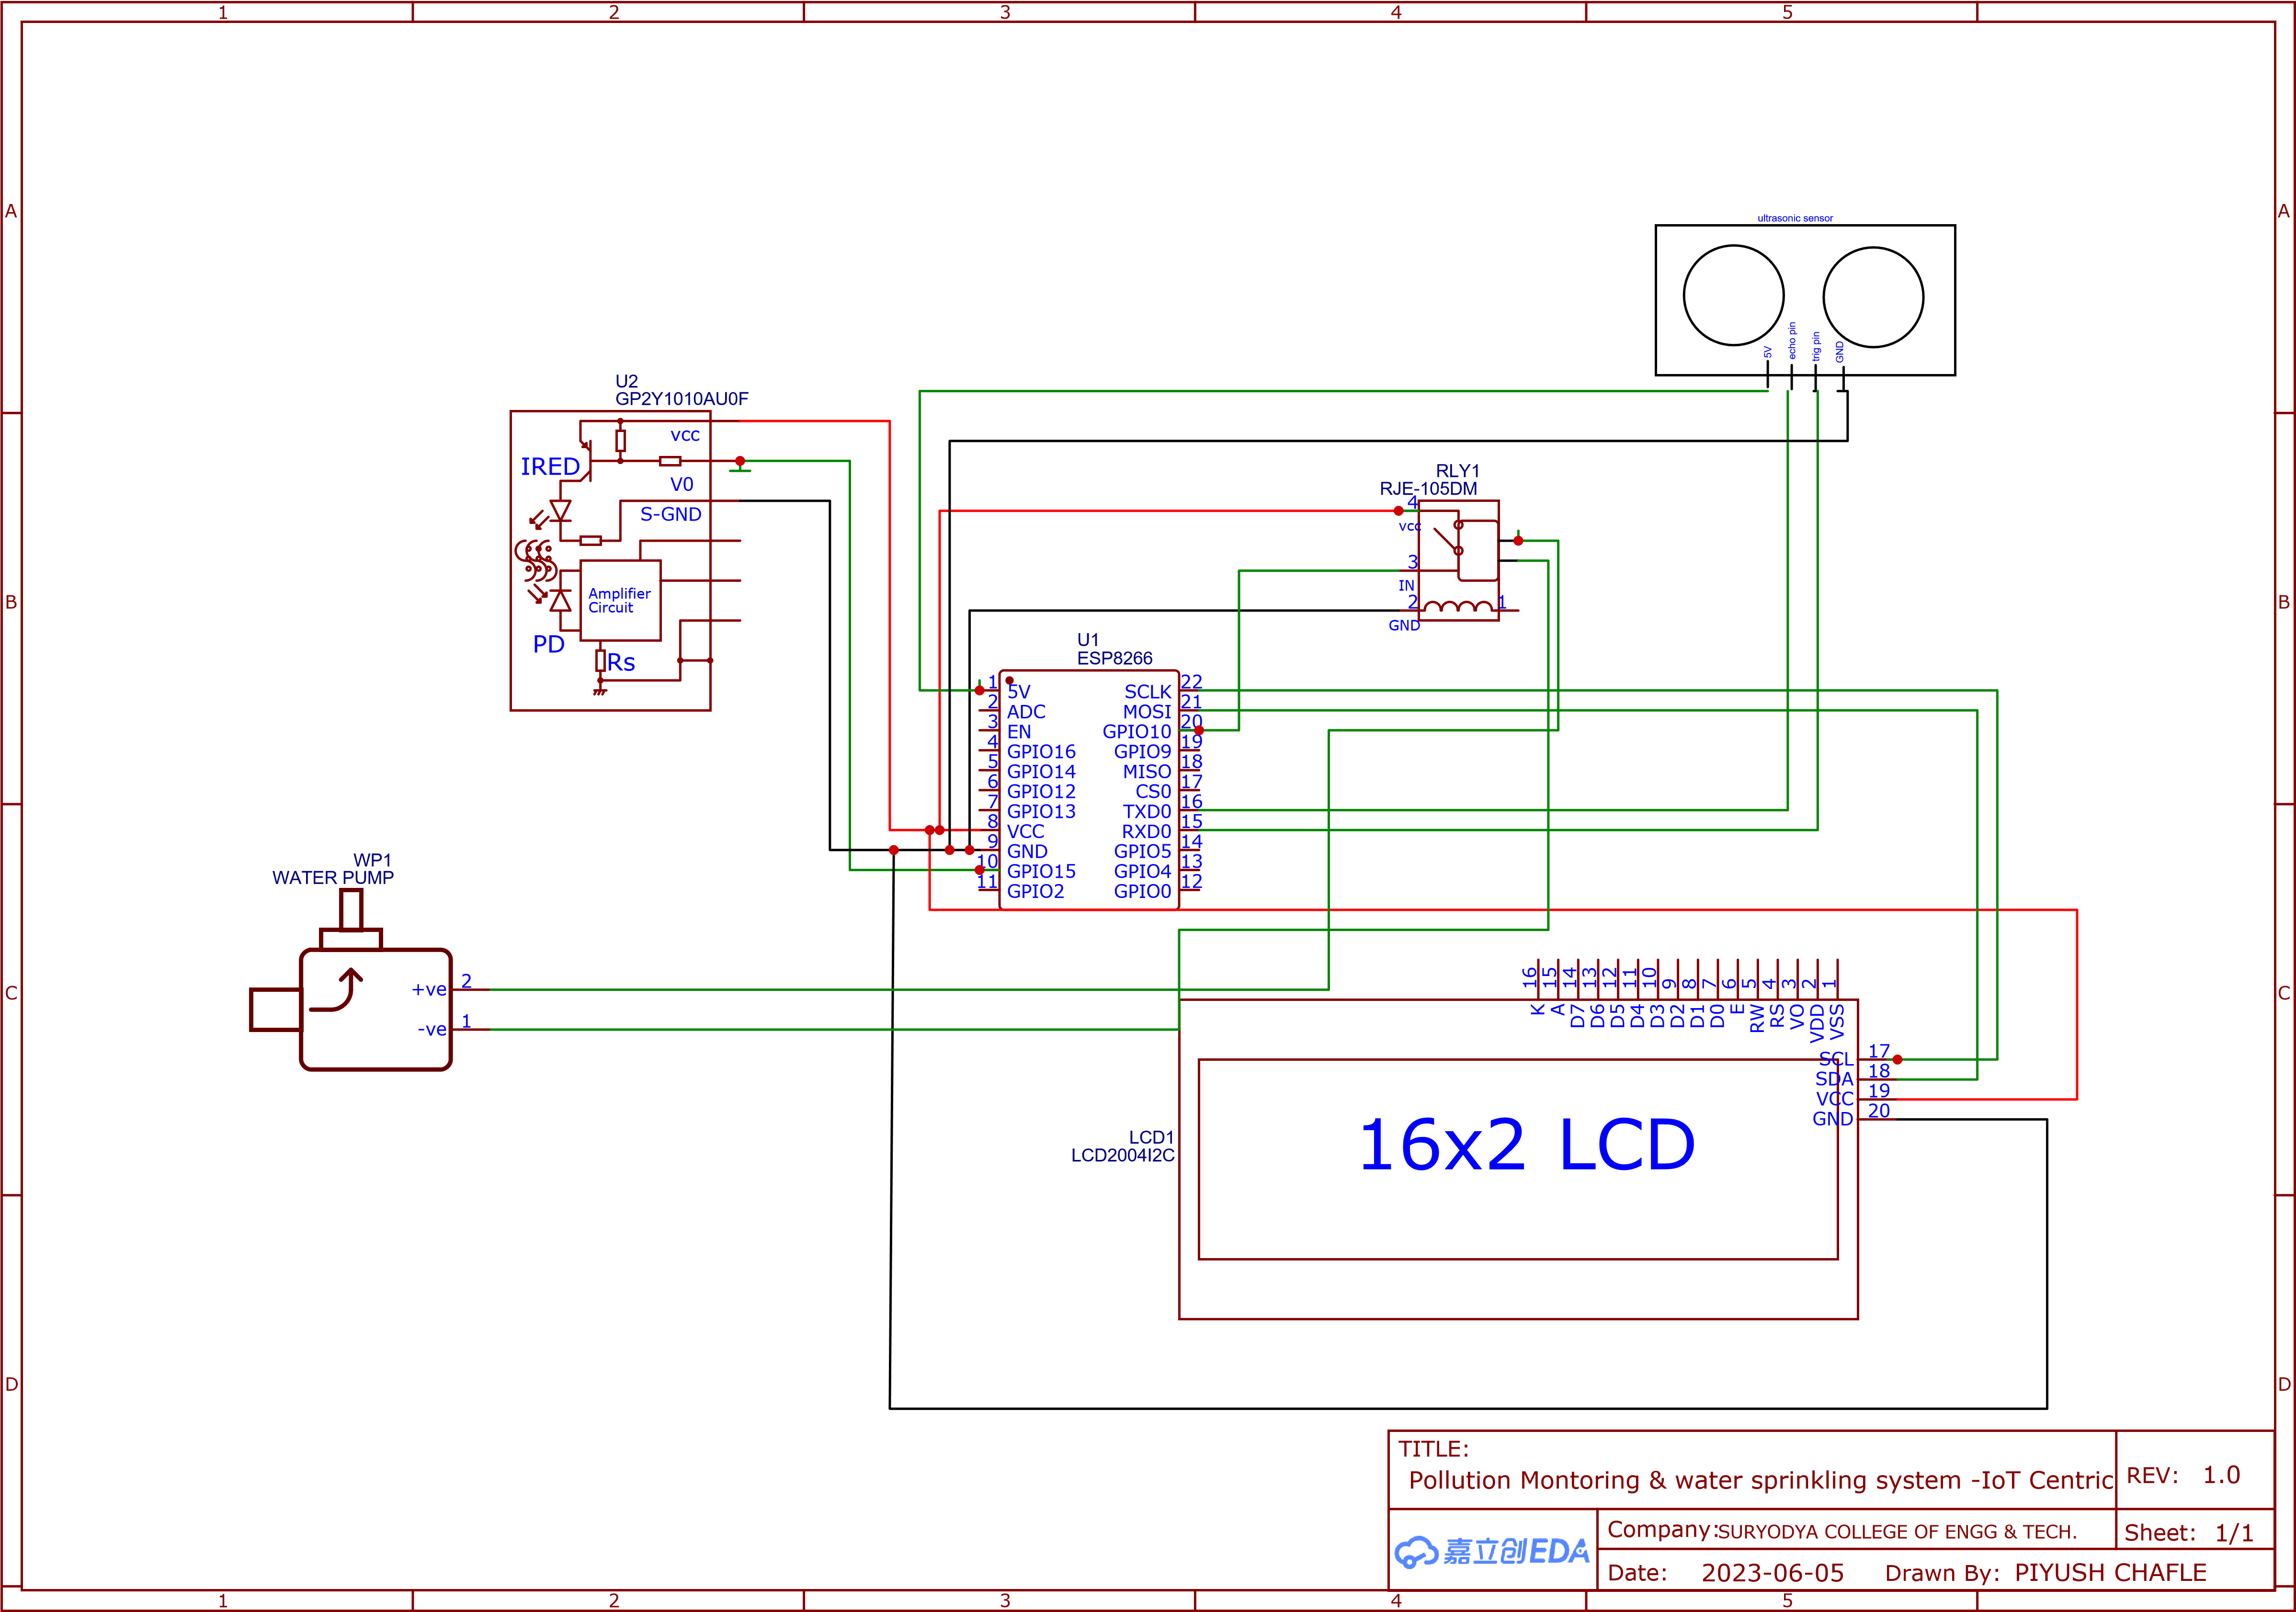 1 2 3 4 5
A A
B B
C C
D D
ultrasonic sensor
5V
echo pin
trig pin
GND
U2
GP2Y1010AU0F
vcc
IRED
V0
S-GND
Amplifier
Circuit
PD
Rs
RLY1
RJE-105DM
4
vcc
3
IN
2 1
GND
U1
ESP8266
1 5V SCLK 22
2 ADC MOSI 21
3 EN GPIO10 20
4 GPIO16 GPIO9 19
5 GPIO14 MISO 18
6 GPIO12 CS0 17
7 GPIO13 TXD0 16
8 VCC RXD0 15
9 GND GPIO5 14
10 GPIO15 GPIO4 13
11 GPIO2 GPIO0 12
WP1
WATER PUMP
+ve 2
-ve 1
16 15 14 13 12 11 10 9 8 7 6 5 4 3 2 1
K A D7 D6 D5 D4 D3 D2 D1 D0 E RW RS VO VDD VSS
SCL 17
SDA 18
VCC 19
GND 20
LCD1
LCD2004I2C
16x2 LCD
TITLE:
Pollution Montoring & water sprinkling system -IoT Centric
REV: 1.0
嘉立创EDA
Company:SURYODYA COLLEGE OF ENGG & TECH.
Sheet: 1/1
Date: 2023-06-05 Drawn By: PIYUSH CHAFLE
1 2 3 4 5